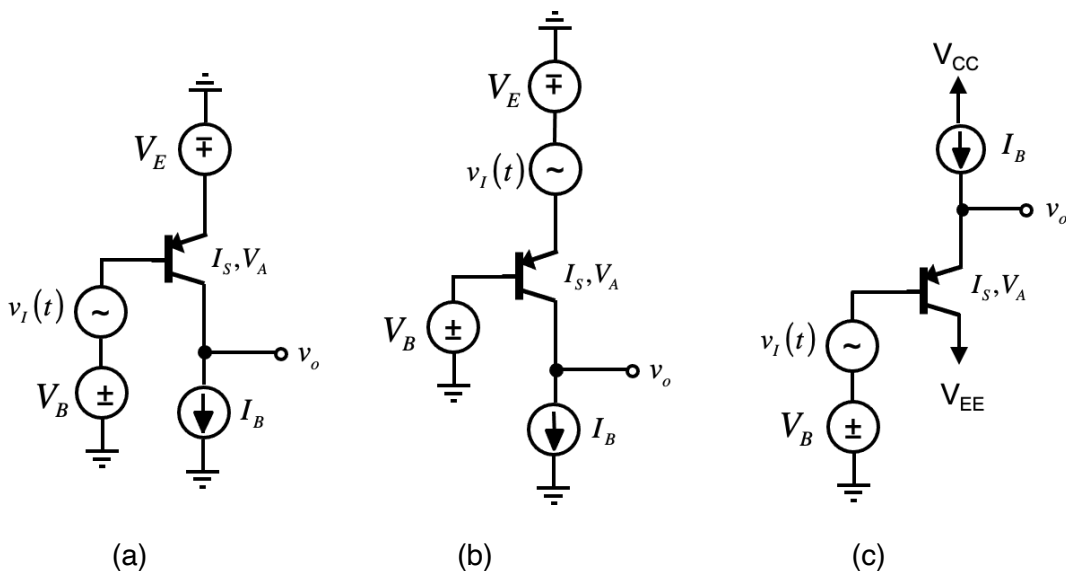 V_E
I_S, V_A
v_I(t)
~
V_B
±
v_o
I_B
(a)
V_E
v_I(t)
~
I_S, V_A
V_B
±
v_o
I_B
(b)
V_CC
I_B
v_o
I_S, V_A
v_I(t)
~
V_EE
V_B
±
(c)